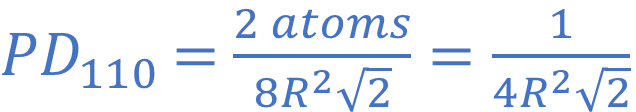 PD₁₁₀ = 2 atoms / 8R²√2 = 1 / 4R²√2